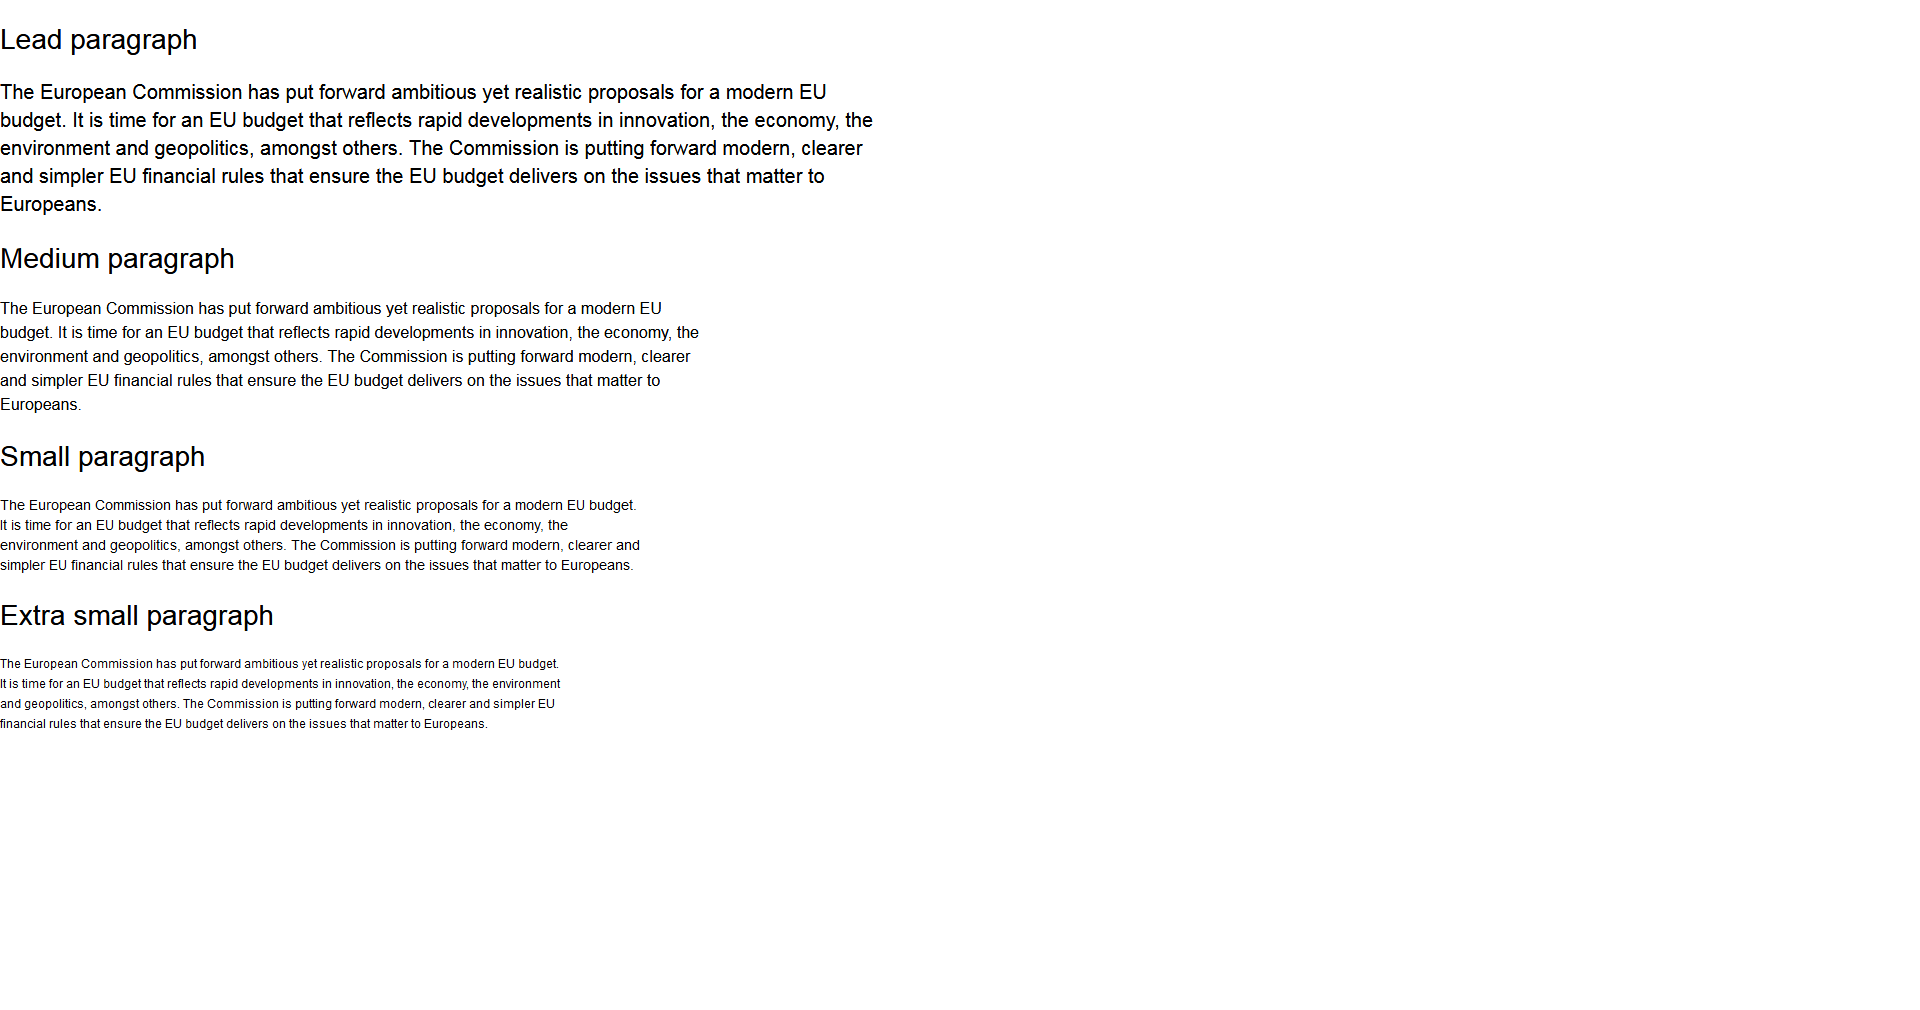 Lead paragraph
The European Commission has put forward ambitious yet realistic proposals for a modern EU
budget. It is time for an EU budget that reflects rapid developments in innovation, the economy, the
environment and geopolitics, amongst others. The Commission is putting forward modern, clearer
and simpler EU financial rules that ensure the EU budget delivers on the issues that matter to
Europeans.
Medium paragraph
The European Commission has put forward ambitious yet realistic proposals for a modern EU
budget. It is time for an EU budget that reflects rapid developments in innovation, the economy, the
environment and geopolitics, amongst others. The Commission is putting forward modern, clearer
and simpler EU financial rules that ensure the EU budget delivers on the issues that matter to
Europeans.
Small paragraph
The European Commission has put forward ambitious yet realistic proposals for a modern EU budget.
It is time for an EU budget that reflects rapid developments in innovation, the economy, the
environment and geopolitics, amongst others. The Commission is putting forward modern, clearer and
simpler EU financial rules that ensure the EU budget delivers on the issues that matter to Europeans.
Extra small paragraph
The European Commission has put forward ambitious yet realistic proposals for a modern EU budget.
It is time for an EU budget that reflects rapid developments in innovation, the economy, the environment
and geopolitics, amongst others. The Commission is putting forward modern, clearer and simpler EU
financial rules that ensure the EU budget delivers on the issues that matter to Europeans.